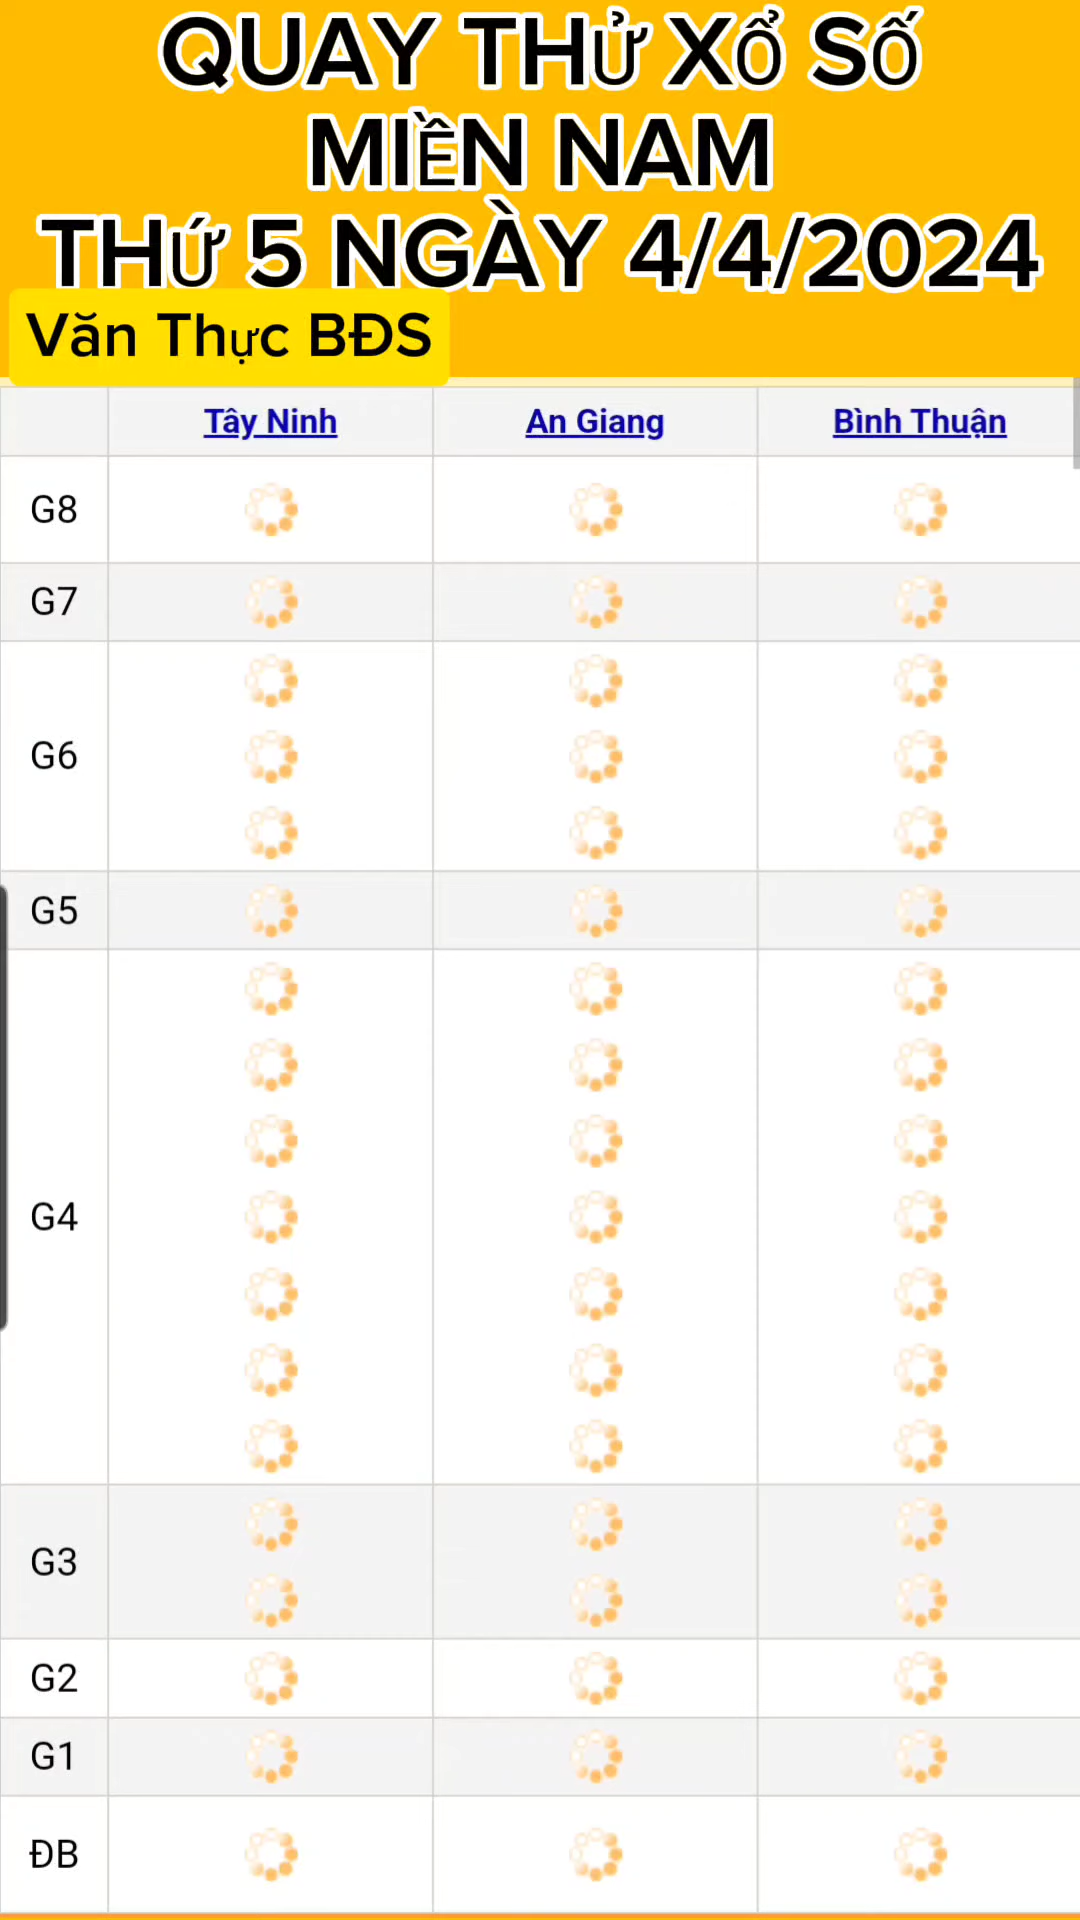 QUAY THỬ XỔ SỐ
MIỀN NAM
THỨ 5 NGÀY 4/4/2024
Văn Thực BĐS
Tây Ninh An Giang Bình Thuận
G8
G7
G6
G5
G4
G3
G2
G1
ĐB